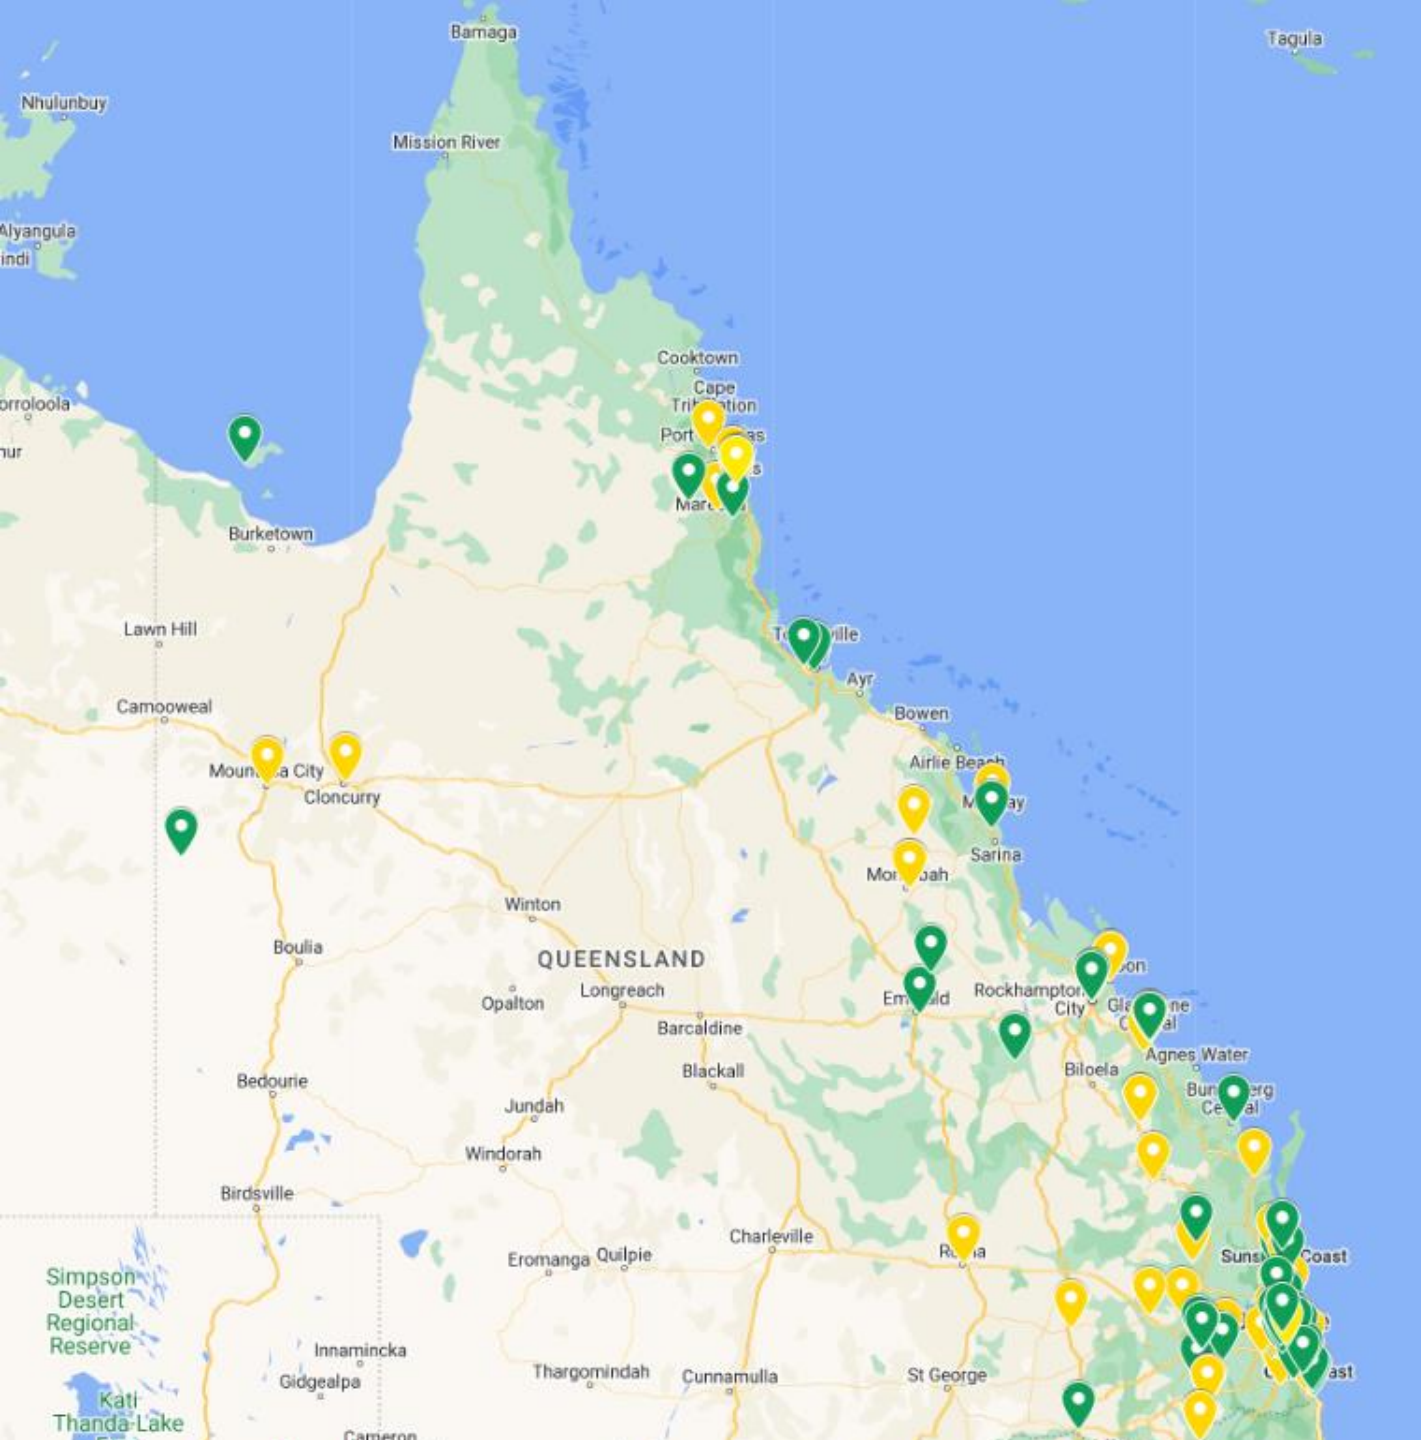 Bamaga
Tagula
Nhulunbuy
Mission River
Alyangula
Cooktown
Cape
Port
Burketown
Lawn Hill
Camooweal
Cloncurry
Ayr
Bowen
Airlie Beach
Sarina
Winton
Boulia
QUEENSLAND
Opalton
Longreach
Barcaldine
Rockhampton
City
Blackall
Agnes Water
Biloela
Bedourie
Jundah
Windorah
Birdsville
Charleville
Eromanga
Quilpie
Coast
Simpson
Desert
Regional
Reserve
Innamincka
Gidgealpa
Thargomindah
Cunnamulla
St George
Kati
Thanda-Lake
Cameron